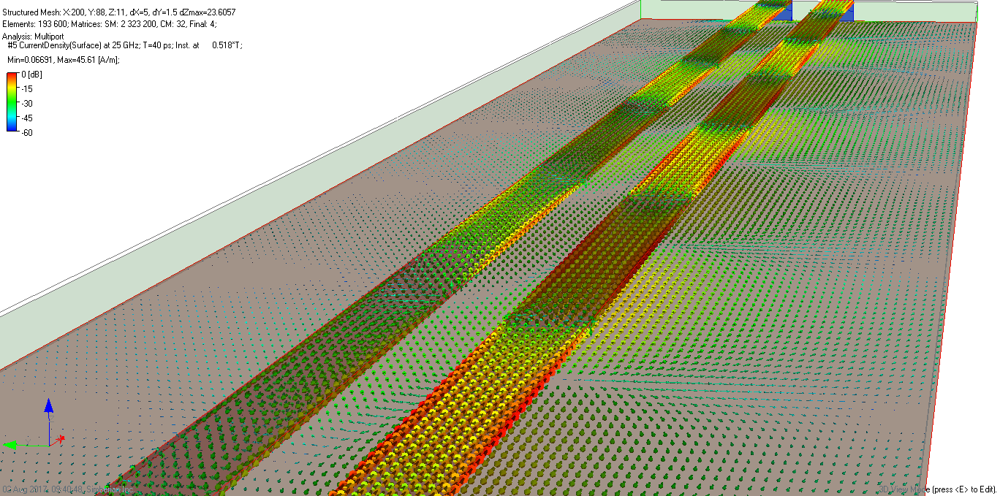 Structured Mesh: X:200, Y:88, Z:11, dX=5, dY=1.5 dZmax=23.6057
Elements: 193 600; Matrices: SM: 2 323 200, CM: 32, Final: 4;
Analysis: Multiport
#5 CurrentDensity(Surface) at 25 GHz; T=40 ps; Inst. at 0.518*T;
Min=0.06691, Max=45.61 [A/m];
0 [dB]
-15
-30
-45
-60
02 Aug 2017, 09:40:48, Simberian Inc.
3D View Mode (press <E> to Edit).